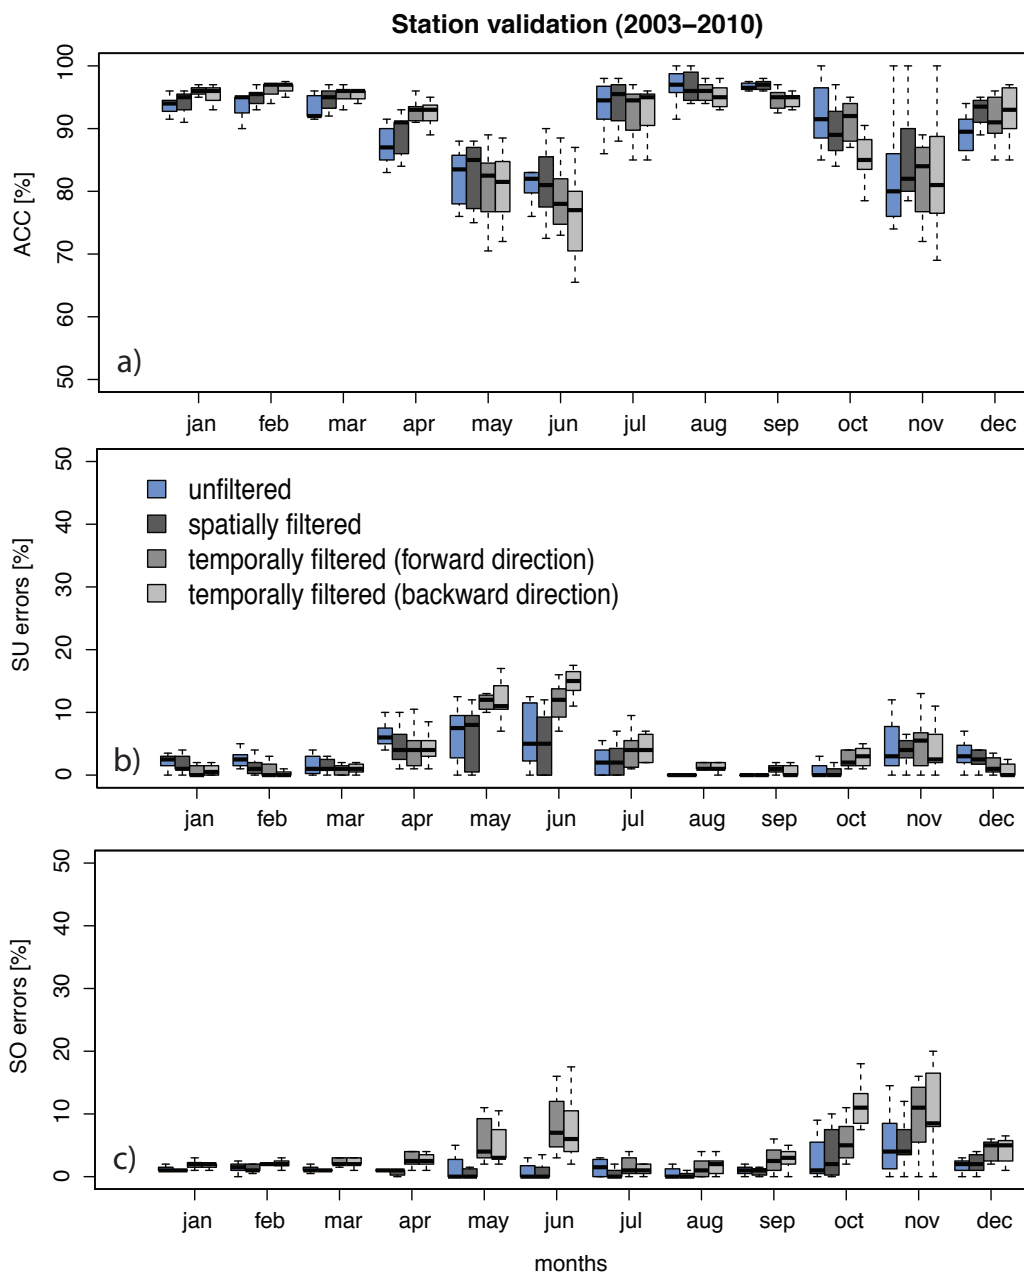 Station validation (2003–2010)
ACC [%]
100
90
80
70
60
50
a)
jan feb mar apr may jun jul aug sep oct nov dec
SU errors [%]
50
40
30
20
10
0
unfiltered
spatially filtered
temporally filtered (forward direction)
temporally filtered (backward direction)
b)
jan feb mar apr may jun jul aug sep oct nov dec
SO errors [%]
50
40
30
20
10
0
c)
jan feb mar apr may jun jul aug sep oct nov dec
months